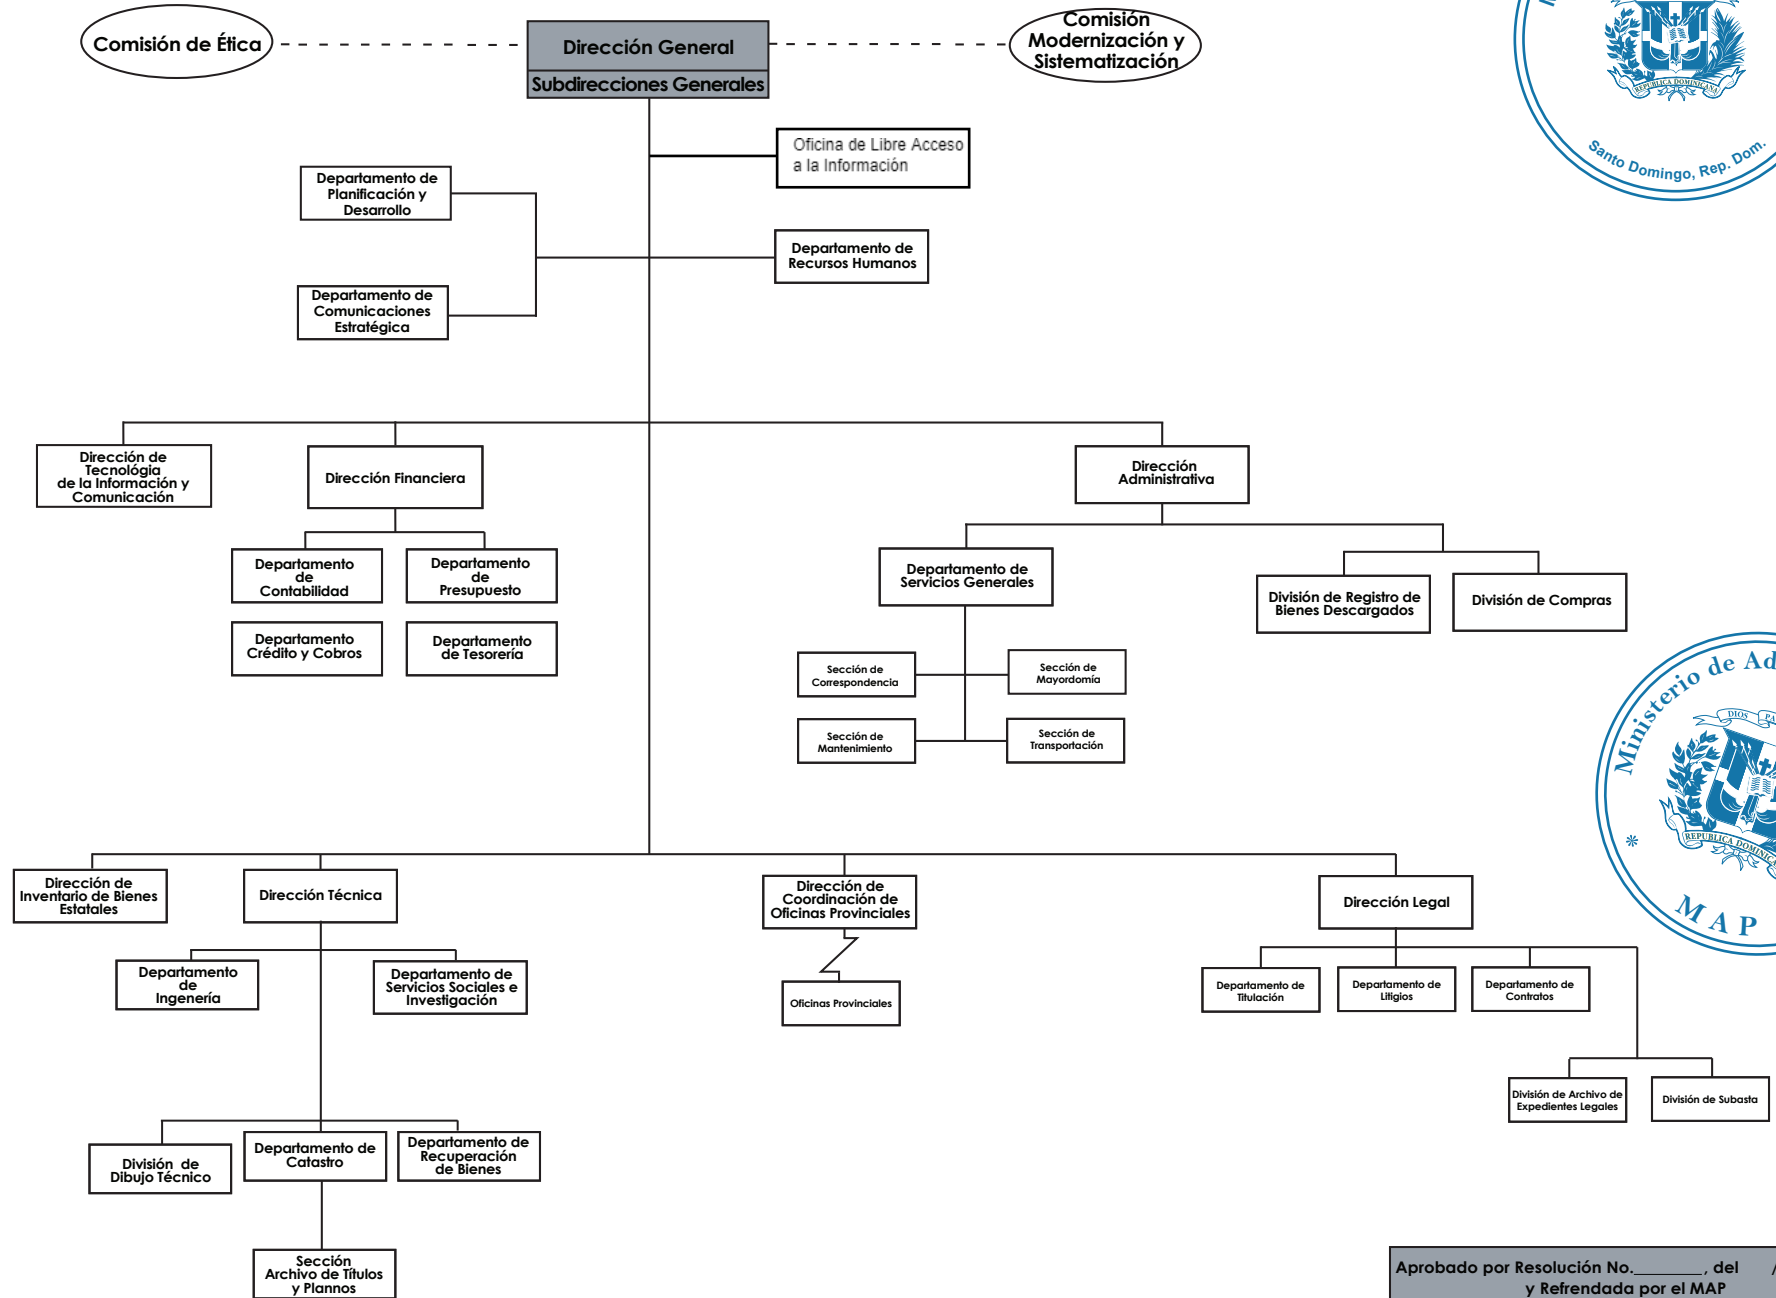 Comisión de Ética
Dirección General
Subdirecciones Generales
Comisión
Modernización y
Sistematización
REPUBLICA DOMINICANA
Santo Domingo, Rep. Dom.
Oficina de Libre Acceso
a la Información
Departamento de
Planificación y
Desarrollo
Departamento de
Recursos Humanos
Departamento de
Comunicaciones
Estratégica
Dirección de
Tecnológia
de la Información y
Comunicación
Dirección Financiera
Dirección
Administrativa
Departamento
de
Contabilidad
Departamento
de
Presupuesto
Departamento
Crédito y Cobros
Departamento
de Tesorería
Departamento de
Servicios Generales
División de Registro de
Bienes Descargados
División de Compras
Sección de
Correspondencia
Sección de
Mayordomía
Sección de
Mantenimiento
Sección de
Transportación
Ministerio de Ad
DIOS PA
REPUBLICA DOMINICA
* MAP
Dirección de
Inventario de Bienes
Estatales
Dirección Técnica
Dirección de
Coordinación de
Oficinas Provinciales
Dirección Legal
Departamento
de
Ingenería
Departamento de
Servicios Sociales e
Investigación
Oficinas Provinciales
Departamento de
Titulación
Departamento de
Litigios
Departamento de
Contratos
División de Archivo de
Expedientes Legales
División de Subasta
División de
Dibujo Técnico
Departamento de
Catastro
Departamento de
Recuperación
de Bienes
Sección
Archivo de Títulos
y Plannos
Aprobado por Resolución No.________, del /
y Refrendada por el MAP